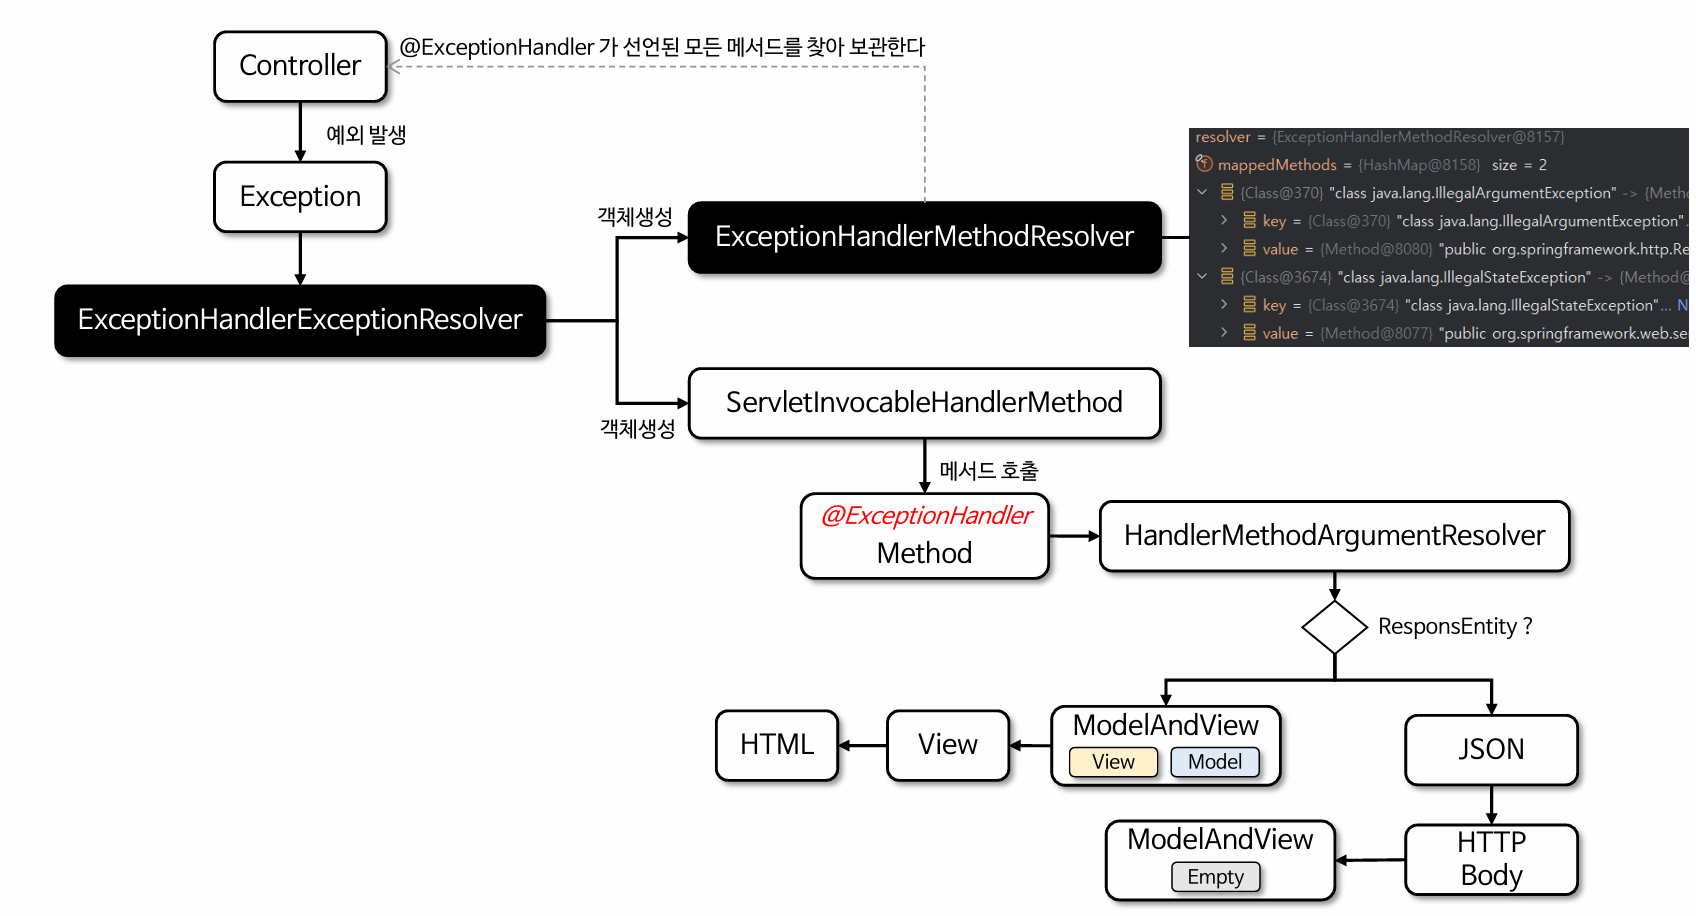 Controller
@ExceptionHandler 가 선언된 모든 메서드를 찾아 보관한다
예외 발생
Exception
객체생성
ExceptionHandlerMethodResolver
resolver = {ExceptionHandlerMethodResolver@8157}
mappedMethods = {HashMap@8158} size = 2
{Class@370} "class java.lang.IllegalArgumentException" -> {Metho
key = {Class@370} "class java.lang.IllegalArgumentException"
value = {Method@8080} "public org.springframework.http.Re
{Class@3674} "class java.lang.IllegalStateException" -> {Method@
key = {Class@3674} "class java.lang.IllegalStateException"... N
value = {Method@8077} "public org.springframework.web.se
ExceptionHandlerExceptionResolver
객체생성
ServletInvocableHandlerMethod
메서드 호출
@ExceptionHandler
Method
HandlerMethodArgumentResolver
ResponsEntity ?
HTML
View
ModelAndView
View Model
JSON
ModelAndView
Empty
HTTP
Body